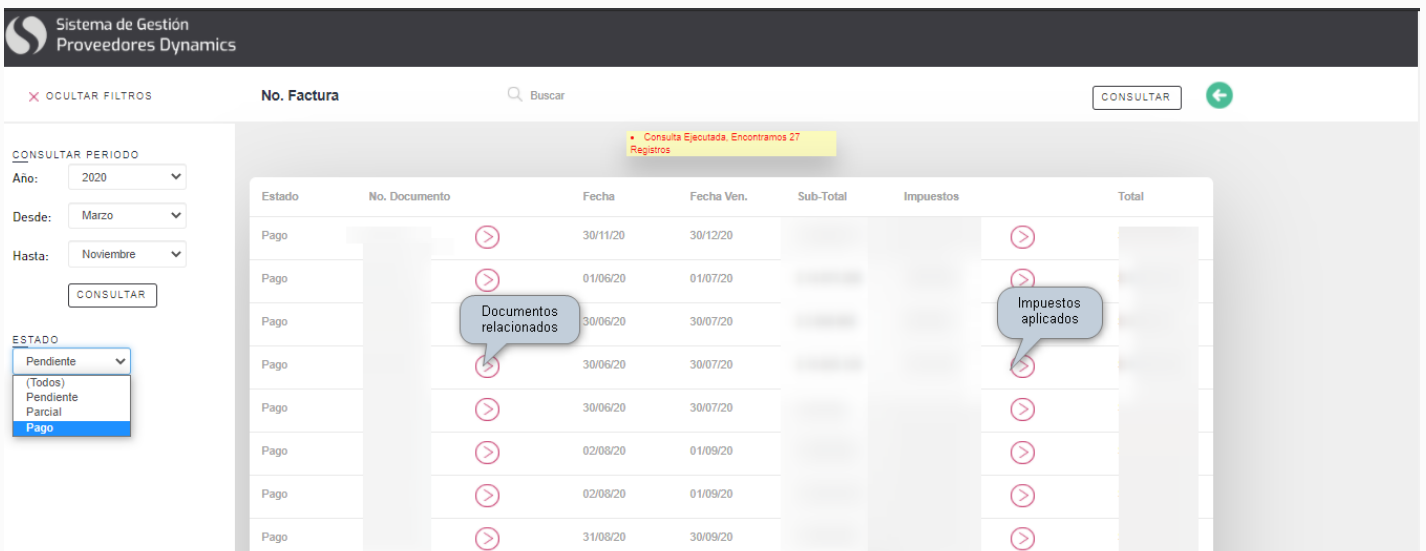 Sistema de Gestión
Proveedores Dynamics
OCULTAR FILTROS
No. Factura
Buscar
CONSULTAR
• Consulta Ejecutada, Encontramos 27
Registros
CONSULTAR PERIODO
Año: 2020
Desde: Marzo
Hasta: Noviembre
CONSULTAR
ESTADO
Pendiente
(Todos)
Pendiente
Parcial
Pago
Estado No. Documento Fecha Fecha Ven. Sub-Total Impuestos Total
Pago 30/11/20 30/12/20
Pago 01/06/20 01/07/20
Pago 30/06/20 30/07/20
Documentos
relacionados
Impuestos
aplicados
Pago 30/06/20 30/07/20
Pago 30/06/20 30/07/20
Pago 02/08/20 01/09/20
Pago 02/08/20 01/09/20
Pago 31/08/20 30/09/20